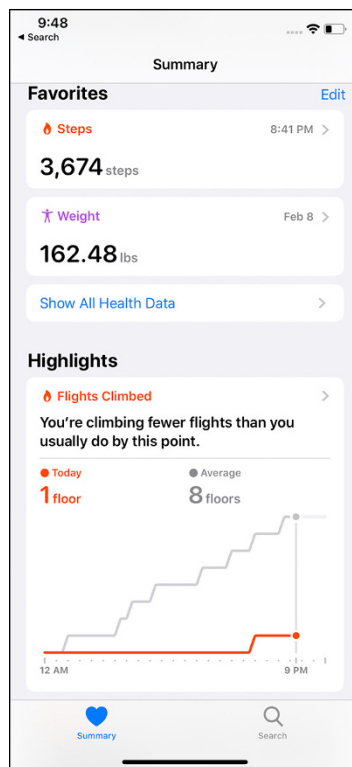 9:48
Search
Summary
Favorites Edit
Steps 8:41 PM
3,674 steps
Weight Feb 8
162.48 lbs
Show All Health Data
Highlights
Flights Climbed
You're climbing fewer flights than you
usually do by this point.
Today Average
1 floor 8 floors
12 AM 9 PM
Summary Search